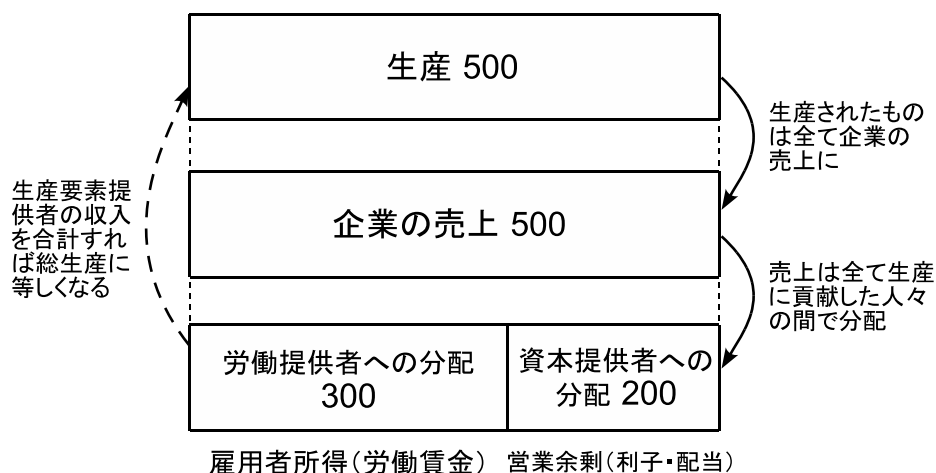 生産 500
生産されたもの
は全て企業の
売上に
生産要素提
供者の収入
を合計すれ
ば総生産に
等しくなる
企業の売上 500
売上は全て生産
に貢献した人々
の間で分配
労働提供者への分配
300
資本提供者への
分配 200
雇用者所得(労働賃金)
営業余剰(利子・配当)